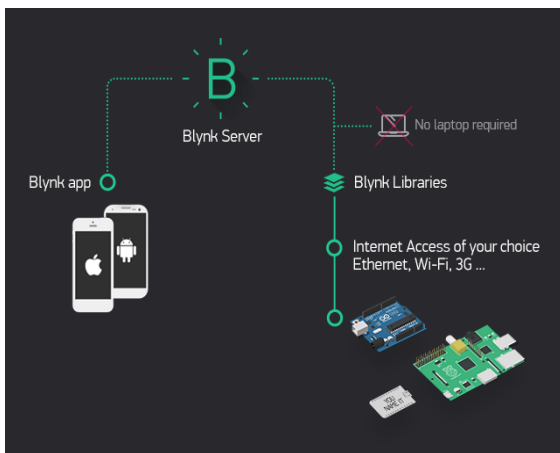 B
Blynk Server
No laptop required
Blynk app
Blynk Libraries
Internet Access of your choice
Ethernet, Wi-Fi, 3G ...
YOU
NAME IT